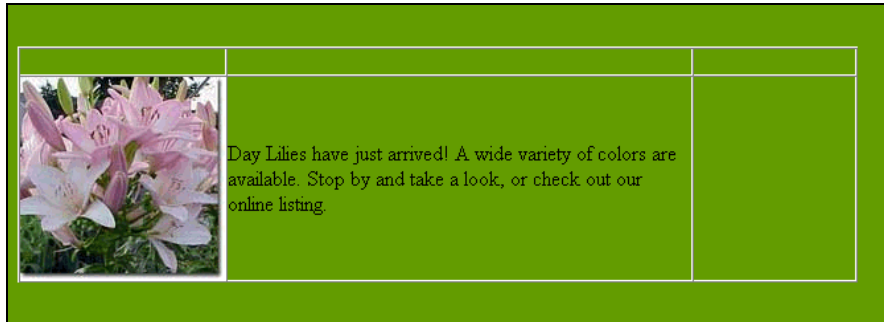 Day Lilies have just arrived! A wide variety of colors are
available. Stop by and take a look, or check out our
online listing.